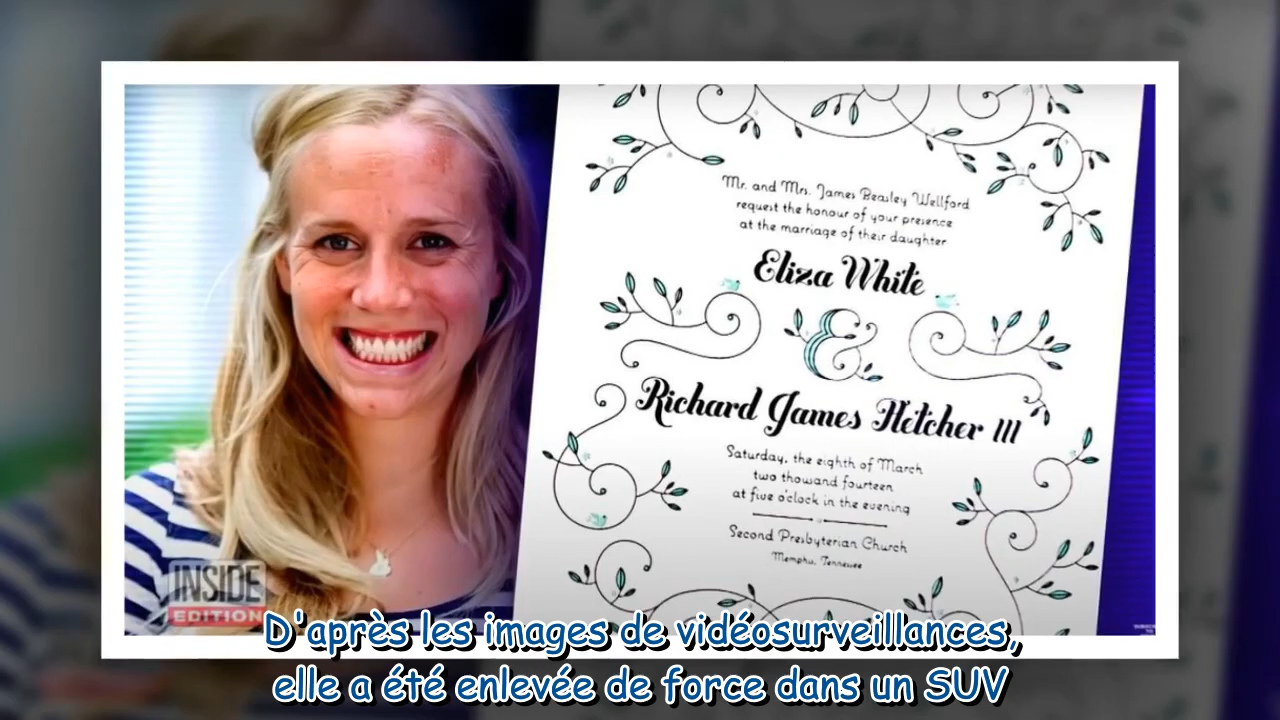 Mr. and Mrs. James Beasley Wellford
request the honour of your presence
at the marriage of their daughter
Eliza White
&
Richard James Fletcher III
Saturday, the eighth of March
two thousand fourteen
at five o'clock in the evening
Second Presbyterian Church
Memphis, Tennessee
INSIDE
EDITION
D'après les images de vidéosurveillances,
elle a été enlevée de force dans un SUV